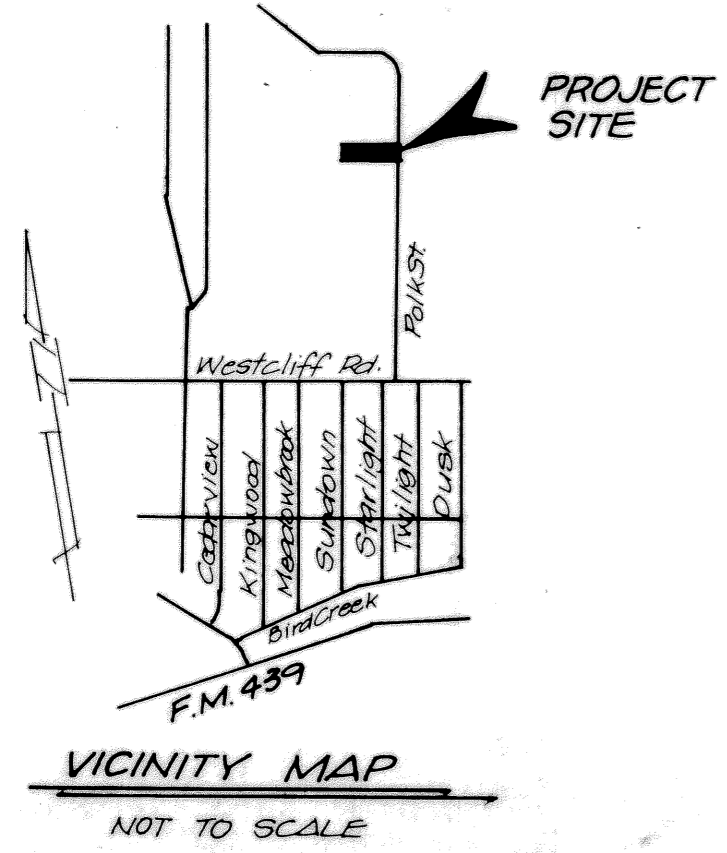 PROJECT
SITE
Polk St.
Westcliff Rd.
Cedarview
Kingwood
Meadowbrook
Sundown
Starlight
Twilight
Dusk
Bird Creek
F.M. 439
N
VICINITY MAP
NOT TO SCALE